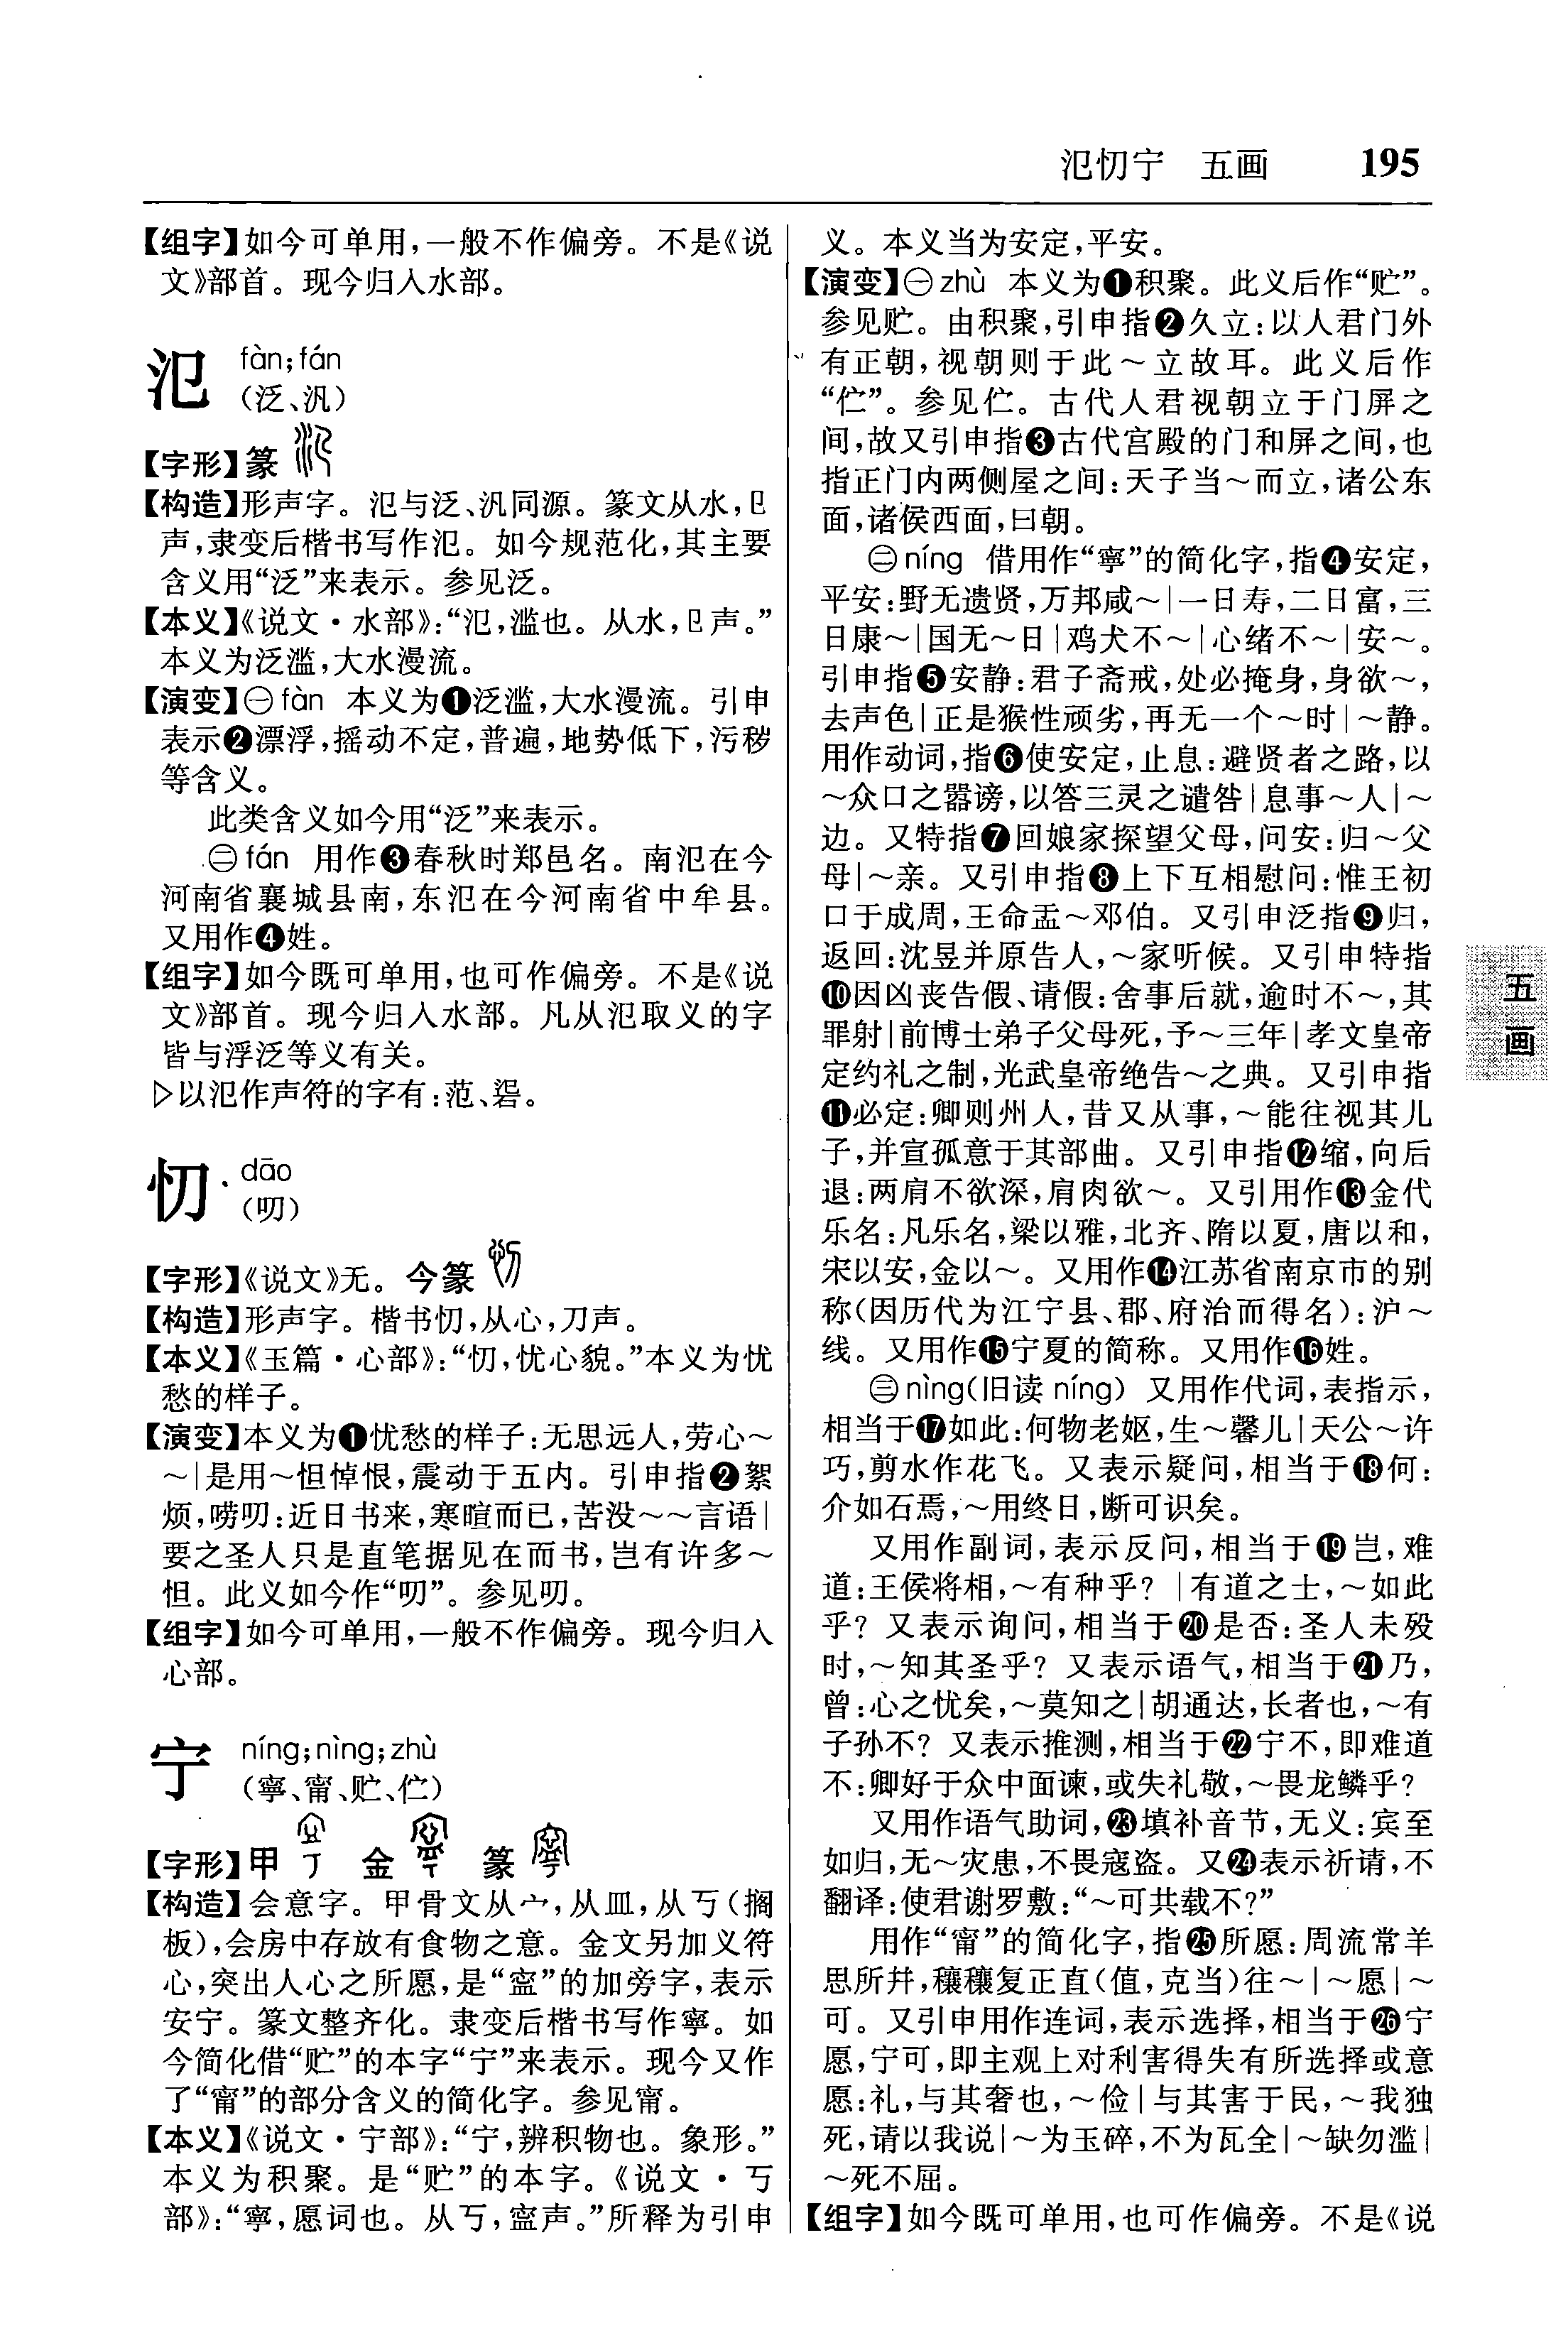 氾忉宁 五画 195
【组字】如今可单用,一般不作偏旁。不是《说
文》部首。现今归入水部。
氾 fàn;fán
(泛、汎)
【字形】篆
【构造】形声字。氾与泛、汎同源。篆文从水,㔾
声,隶变后楷书写作氾。如今规范化,其主要
含义用“泛”来表示。参见泛。
【本义】《说文·水部》:“氾,滥也。从水,㔾声。”
本义为泛滥,大水漫流。
【演变】㊀fàn 本义为❶泛滥,大水漫流。引申
表示❷漂浮,摇动不定,普遍,地势低下,污秽
等含义。
此类含义如今用“泛”来表示。
㊁fán 用作❸春秋时郑邑名。南氾在今
河南省襄城县南,东氾在今河南省中牟县。
又用作❹姓。
【组字】如今既可单用,也可作偏旁。不是《说
文》部首。现今归入水部。凡从氾取义的字
皆与浮泛等义有关。
▷以氾作声符的字有:范、㲽。
忉 dāo
(叨)
【字形】《说文》无。今篆
【构造】形声字。楷书忉,从心,刀声。
【本义】《玉篇·心部》:“忉,忧心貌。”本义为忧
愁的样子。
【演变】本义为❶忧愁的样子:无思远人,劳心~
~|是用~怛悼恨,震动于五内。引申指❷絮
烦,唠叨:近日书来,寒暄而已,苦没~~言语|
要之圣人只是直笔据见在而书,岂有许多~
怛。此义如今作“叨”。参见叨。
【组字】如今可单用,一般不作偏旁。现今归入
心部。
宁 níng;nìng;zhù
(寧、甯、贮、伫)
【字形】甲 金 篆
【构造】会意字。甲骨文从宀,从皿,从丂(搁
板),会房中存放有食物之意。金文另加义符
心,突出人心之所愿,是“寍”的加旁字,表示
安宁。篆文整齐化。隶变后楷书写作寧。如
今简化借“贮”的本字“宁”来表示。现今又作
了“甯”的部分含义的简化字。参见甯。
【本义】《说文·宁部》:“宁,辨积物也。象形。”
本义为积聚。是“贮”的本字。《说文·丂
部》:“寧,愿词也。从丂,寍声。”所释为引申
义。本义当为安定,平安。
【演变】㊀zhù 本义为❶积聚。此义后作“贮”。
参见贮。由积聚,引申指❷久立:以人君门外
有正朝,视朝则于此~立故耳。此义后作
“伫”。参见伫。古代人君视朝立于门屏之
间,故又引申指❸古代宫殿的门和屏之间,也
指正门内两侧屋之间:天子当~而立,诸公东
面,诸侯西面,曰朝。
㊁níng 借用作“寧”的简化字,指❹安定,
平安:野无遗贤,万邦咸~|一日寿,二日富,三
日康~|国无~日|鸡犬不~|心绪不~|安~。
引申指❺安静:君子斋戒,处必掩身,身欲~,
去声色|正是猴性顽劣,再无一个~时|~静。
用作动词,指❻使安定,止息:避贤者之路,以
~众口之嚣谤,以答三灵之谴咎|息事~人|~
边。又特指❼回娘家探望父母,问安:归~父
母|~亲。又引申指❽上下互相慰问:惟王初
口于成周,王命盂~邓伯。又引申泛指❾归,
返回:沈昱并原告人,~家听候。又引申特指
❿因凶丧告假、请假:舍事后就,逾时不~,其
罪射|前博士弟子父母死,予~三年|孝文皇帝
定约礼之制,光武皇帝绝告~之典。又引申指
⓫必定:卿则州人,昔又从事,~能往视其儿
子,并宣孤意于其部曲。又引申指⓬缩,向后
退:两肩不欲深,肩肉欲~。又引用作⓭金代
乐名:凡乐名,梁以雅,北齐、隋以夏,唐以和,
宋以安,金以~。又用作⓮江苏省南京市的别
称(因历代为江宁县、郡、府治而得名):沪~
线。又用作⓯宁夏的简称。又用作⓰姓。
㊂nìng(旧读níng) 又用作代词,表指示,
相当于⓱如此:何物老妪,生~馨儿|天公~许
巧,剪水作花飞。又表示疑问,相当于⓲何:
介如石焉,~用终日,断可识矣。
又用作副词,表示反问,相当于⓳岂,难
道:王侯将相,~有种乎?|有道之士,~如此
乎?又表示询问,相当于⓴是否:圣人未殁
时,~知其圣乎?又表示语气,相当于㉑乃,
曾:心之忧矣,~莫知之|胡通达,长者也,~有
子孙不?又表示推测,相当于㉒宁不,即难道
不:卿好于众中面谏,或失礼敬,~畏龙鳞乎?
又用作语气助词,㉓填补音节,无义:宾至
如归,无~灾患,不畏寇盗。又㉔表示祈请,不
翻译:使君谢罗敷:“~可共载不?”
用作“甯”的简化字,指㉕所愿:周流常羊
思所并,穰穰复正直(值,克当)往~|~愿|~
可。又引申用作连词,表示选择,相当于㉖宁
愿,宁可,即主观上对利害得失有所选择或意
愿:礼,与其奢也,~俭|与其害于民,~我独
死,请以我说|~为玉碎,不为瓦全|~缺勿滥|
~死不屈。
【组字】如今既可单用,也可作偏旁。不是《说
五画